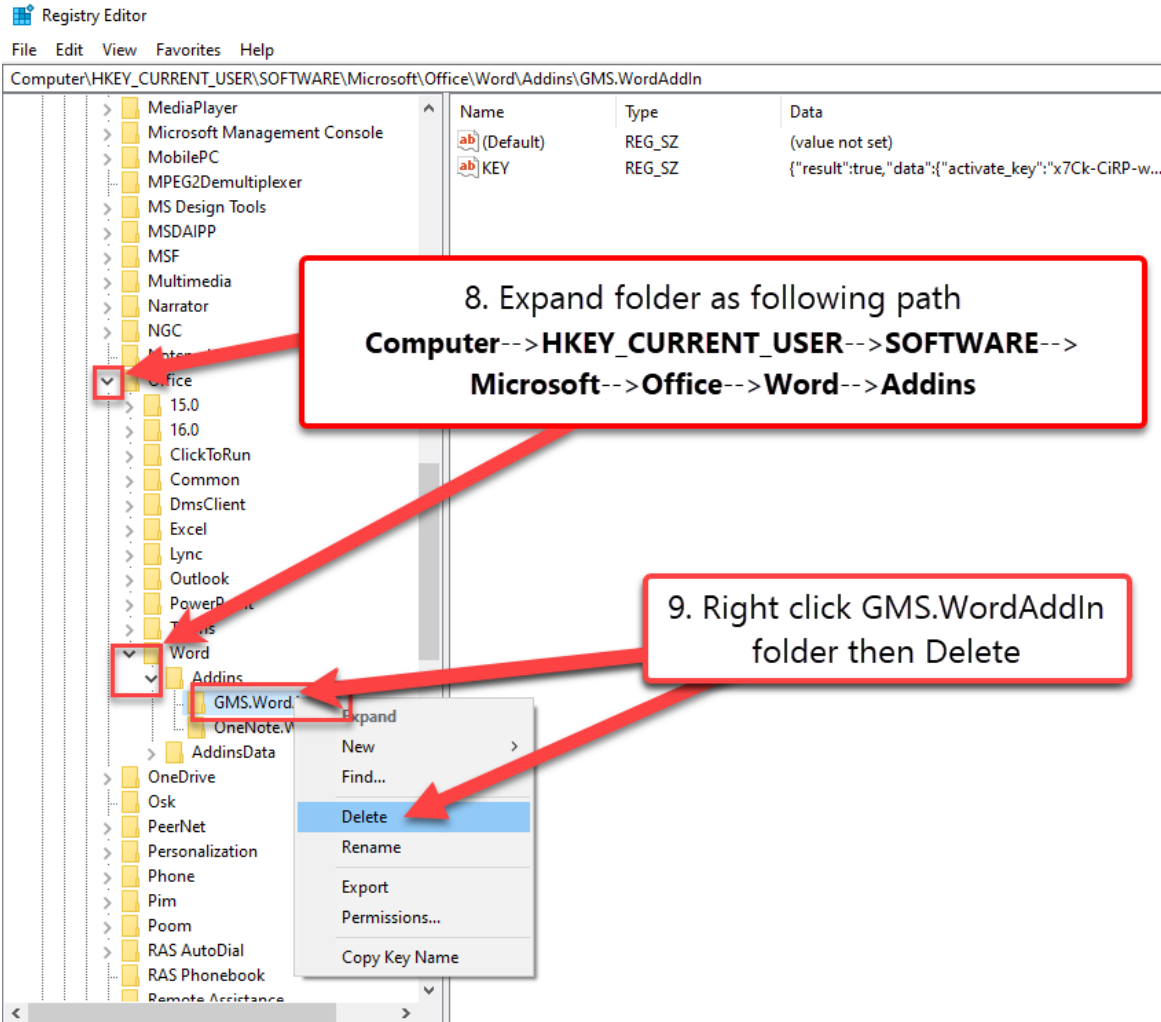 Registry Editor
File Edit View Favorites Help
Computer\HKEY_CURRENT_USER\SOFTWARE\Microsoft\Office\Word\Addins\GMS.WordAddIn
MediaPlayer
Microsoft Management Console
MobilePC
MPEG2Demultiplexer
MS Design Tools
MSDAIPP
MSF
Multimedia
Narrator
NGC
Office
15.0
16.0
ClickToRun
Common
DmsClient
Excel
Lync
Outlook
Word
Addins
GMS.Word
OneNote.W
AddinsData
OneDrive
Osk
PeerNet
Personalization
Phone
Pim
Poom
RAS AutoDial
RAS Phonebook
Remote Assistance
Name Type Data
ab (Default) REG_SZ (value not set)
ab KEY REG_SZ {"result":true,"data":{"activate_key":"x7Ck-CiRP-w...
8. Expand folder as following path
Computer-->HKEY_CURRENT_USER-->SOFTWARE-->
Microsoft-->Office-->Word-->Addins
9. Right click GMS.WordAddIn
folder then Delete
Expand
New
Find...
Delete
Rename
Export
Permissions...
Copy Key Name